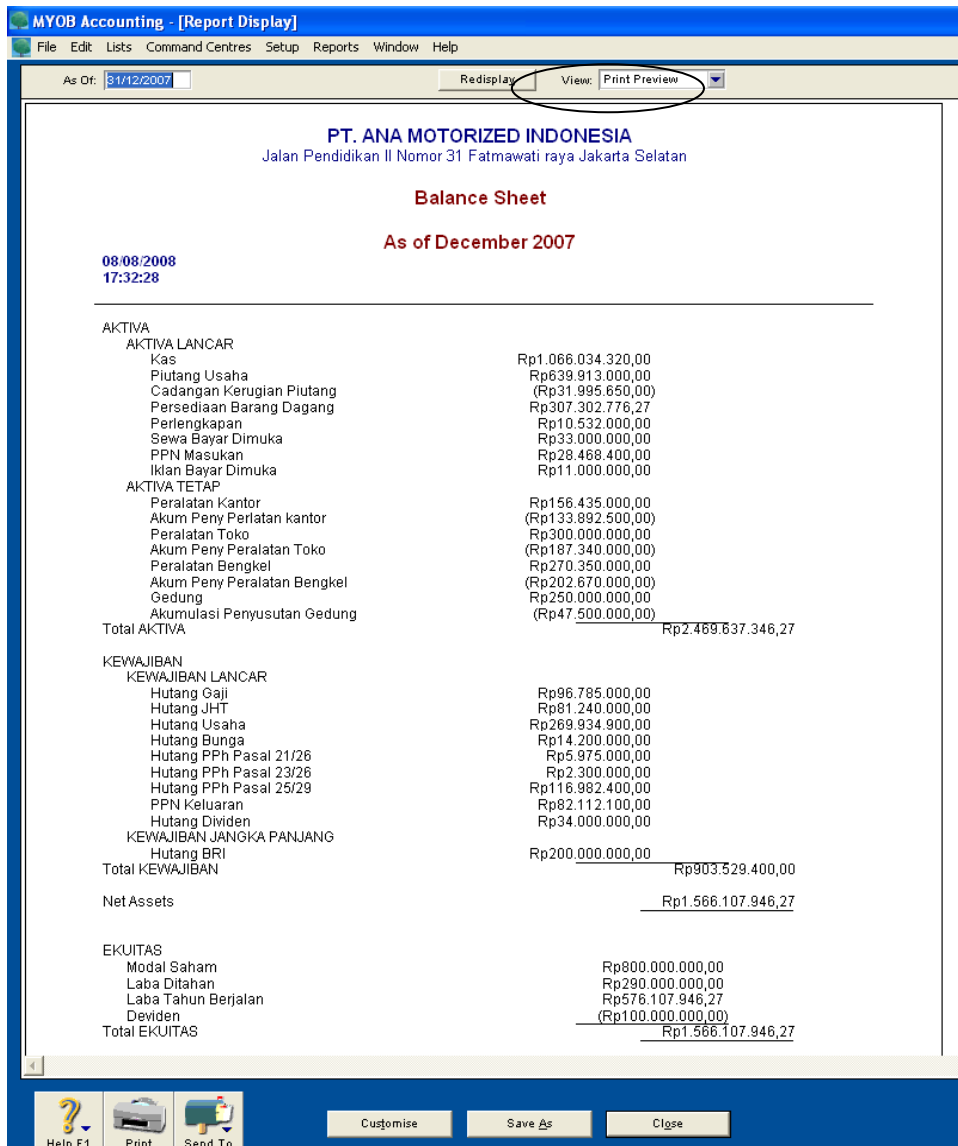 MYOB Accounting - [Report Display]
File Edit Lists Command Centres Setup Reports Window Help
As Of: 31/12/2007 Redisplay View: Print Preview
PT. ANA MOTORIZED INDONESIA
Jalan Pendidikan II Nomor 31 Fatmawati raya Jakarta Selatan
Balance Sheet
As of December 2007
08/08/2008
17:32:28
AKTIVA
AKTIVA LANCAR
Kas Rp1.066.034.320,00
Piutang Usaha Rp639.913.000,00
Cadangan Kerugian Piutang (Rp31.995.650,00)
Persediaan Barang Dagang Rp307.302.776,27
Perlengkapan Rp10.532.000,00
Sewa Bayar Dimuka Rp33.000.000,00
PPN Masukan Rp28.468.400,00
Iklan Bayar Dimuka Rp11.000.000,00
AKTIVA TETAP
Peralatan Kantor Rp156.435.000,00
Akum Peny Perlatan kantor (Rp133.892.500,00)
Peralatan Toko Rp300.000.000,00
Akum Peny Peralatan Toko (Rp187.340.000,00)
Peralatan Bengkel Rp270.350.000,00
Akum Peny Peralatan Bengkel (Rp202.670.000,00)
Gedung Rp250.000.000,00
Akumulasi Penyusutan Gedung (Rp47.500.000,00)
Total AKTIVA Rp2.469.637.346,27
KEWAJIBAN
KEWAJIBAN LANCAR
Hutang Gaji Rp96.785.000,00
Hutang JHT Rp81.240.000,00
Hutang Usaha Rp269.934.900,00
Hutang Bunga Rp14.200.000,00
Hutang PPh Pasal 21/26 Rp5.975.000,00
Hutang PPh Pasal 23/26 Rp2.300.000,00
Hutang PPh Pasal 25/29 Rp116.982.400,00
PPN Keluaran Rp82.112.100,00
Hutang Dividen Rp34.000.000,00
KEWAJIBAN JANGKA PANJANG
Hutang BRI Rp200.000.000,00
Total KEWAJIBAN Rp903.529.400,00
Net Assets Rp1.566.107.946,27
EKUITAS
Modal Saham Rp800.000.000,00
Laba Ditahan Rp290.000.000,00
Laba Tahun Berjalan Rp576.107.946,27
Deviden (Rp100.000.000,00)
Total EKUITAS Rp1.566.107.946,27
Customise Save As Close
Help F1 Print Send To